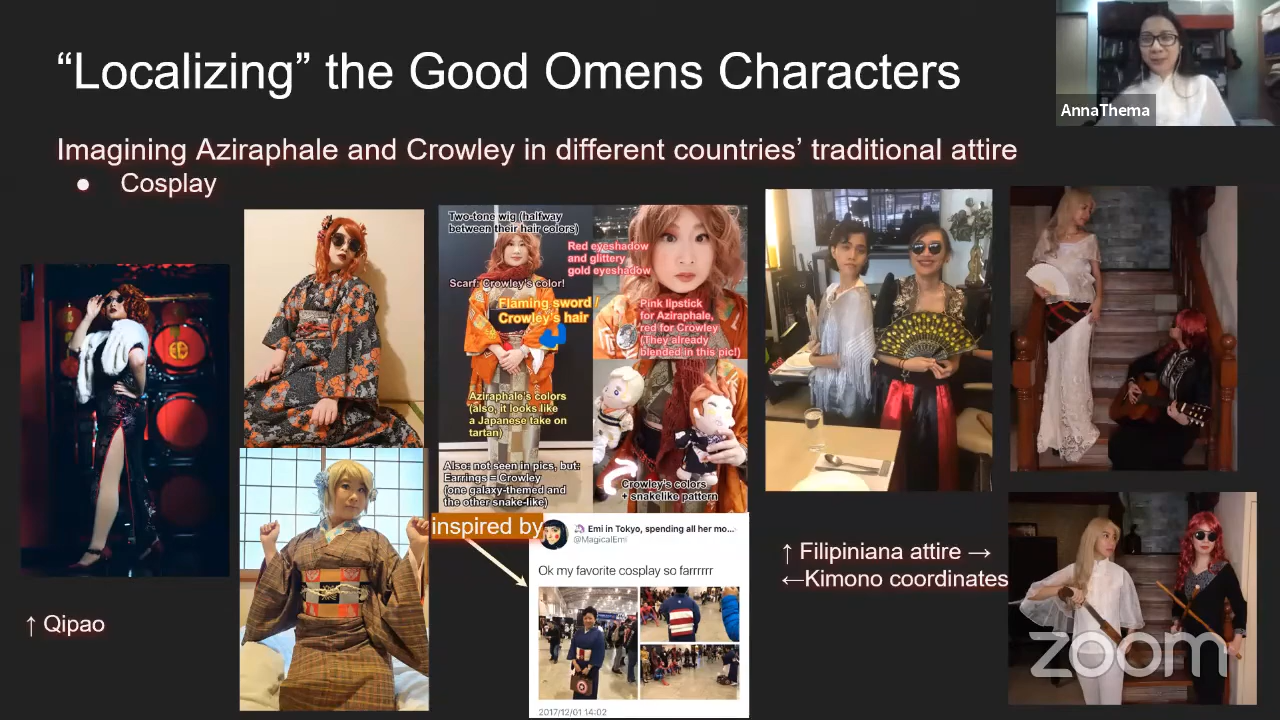 “Localizing” the Good Omens Characters
AnnaThema
Imagining Aziraphale and Crowley in different countries’ traditional attire
● Cosplay
Two-tone wig (halfway
between their hair colors)
Red eyeshadow
and glittery
gold eyeshadow
Scarf: Crowley's color!
Flaming sword /
Crowley's hair
Pink lipstick
for Aziraphale,
red for Crowley
(They already
blended in this pic!)
Aziraphale's colors
(also, it looks like
a Japanese take on
tartan)
Also: not seen in pics, but:
Earrings = Crowley
(one galaxy-themed and
the other snake-like)
Crowley's colors
+ snakelike pattern
inspired by
Emi in Tokyo, spending all her mo...
@MagicalEmi
Ok my favorite cosplay so farrrrrr
2017/12/01 14:02
↑ Filipiniana attire →
←Kimono coordinates
↑ Qipao
zoom